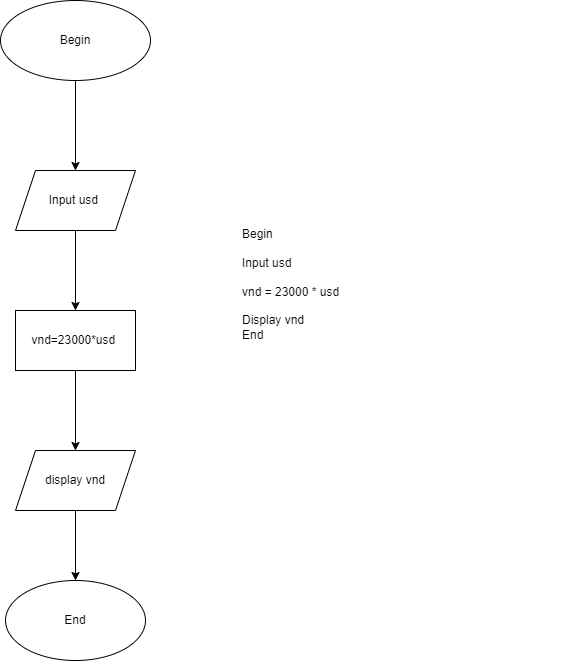 Begin
Input usd
vnd=23000*usd
display vnd
End
Begin
Input usd
vnd = 23000 * usd
Display vnd
End